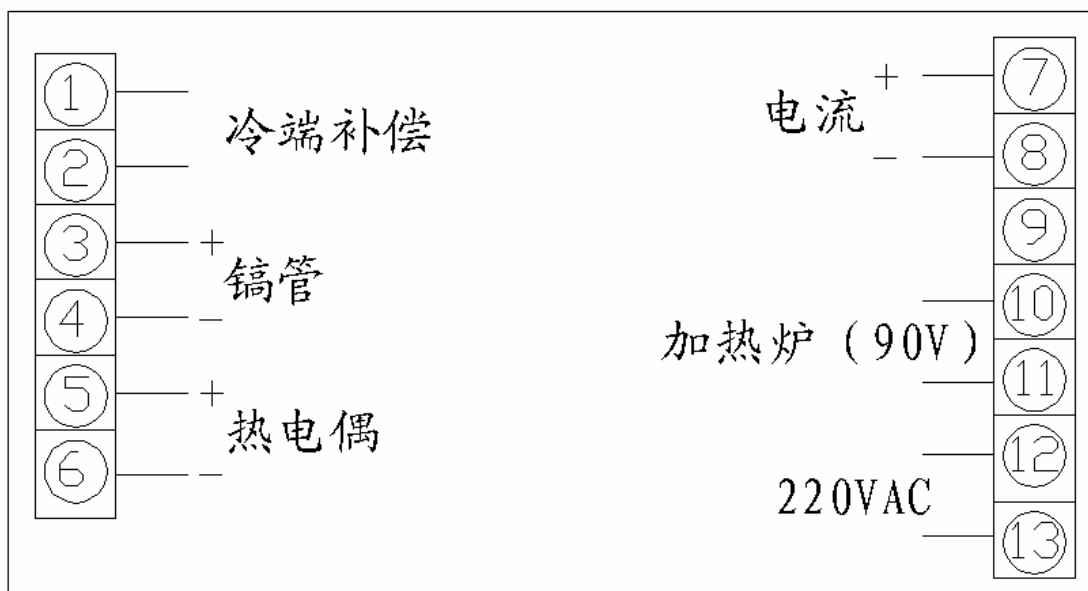 ①
冷端补偿
②
③ +
镐管
④ −
⑤ +
热电偶
⑥ −
+ ⑦
电流
− ⑧
⑨
⑩
加热炉（90V）
⑪
⑫
220VAC
⑬